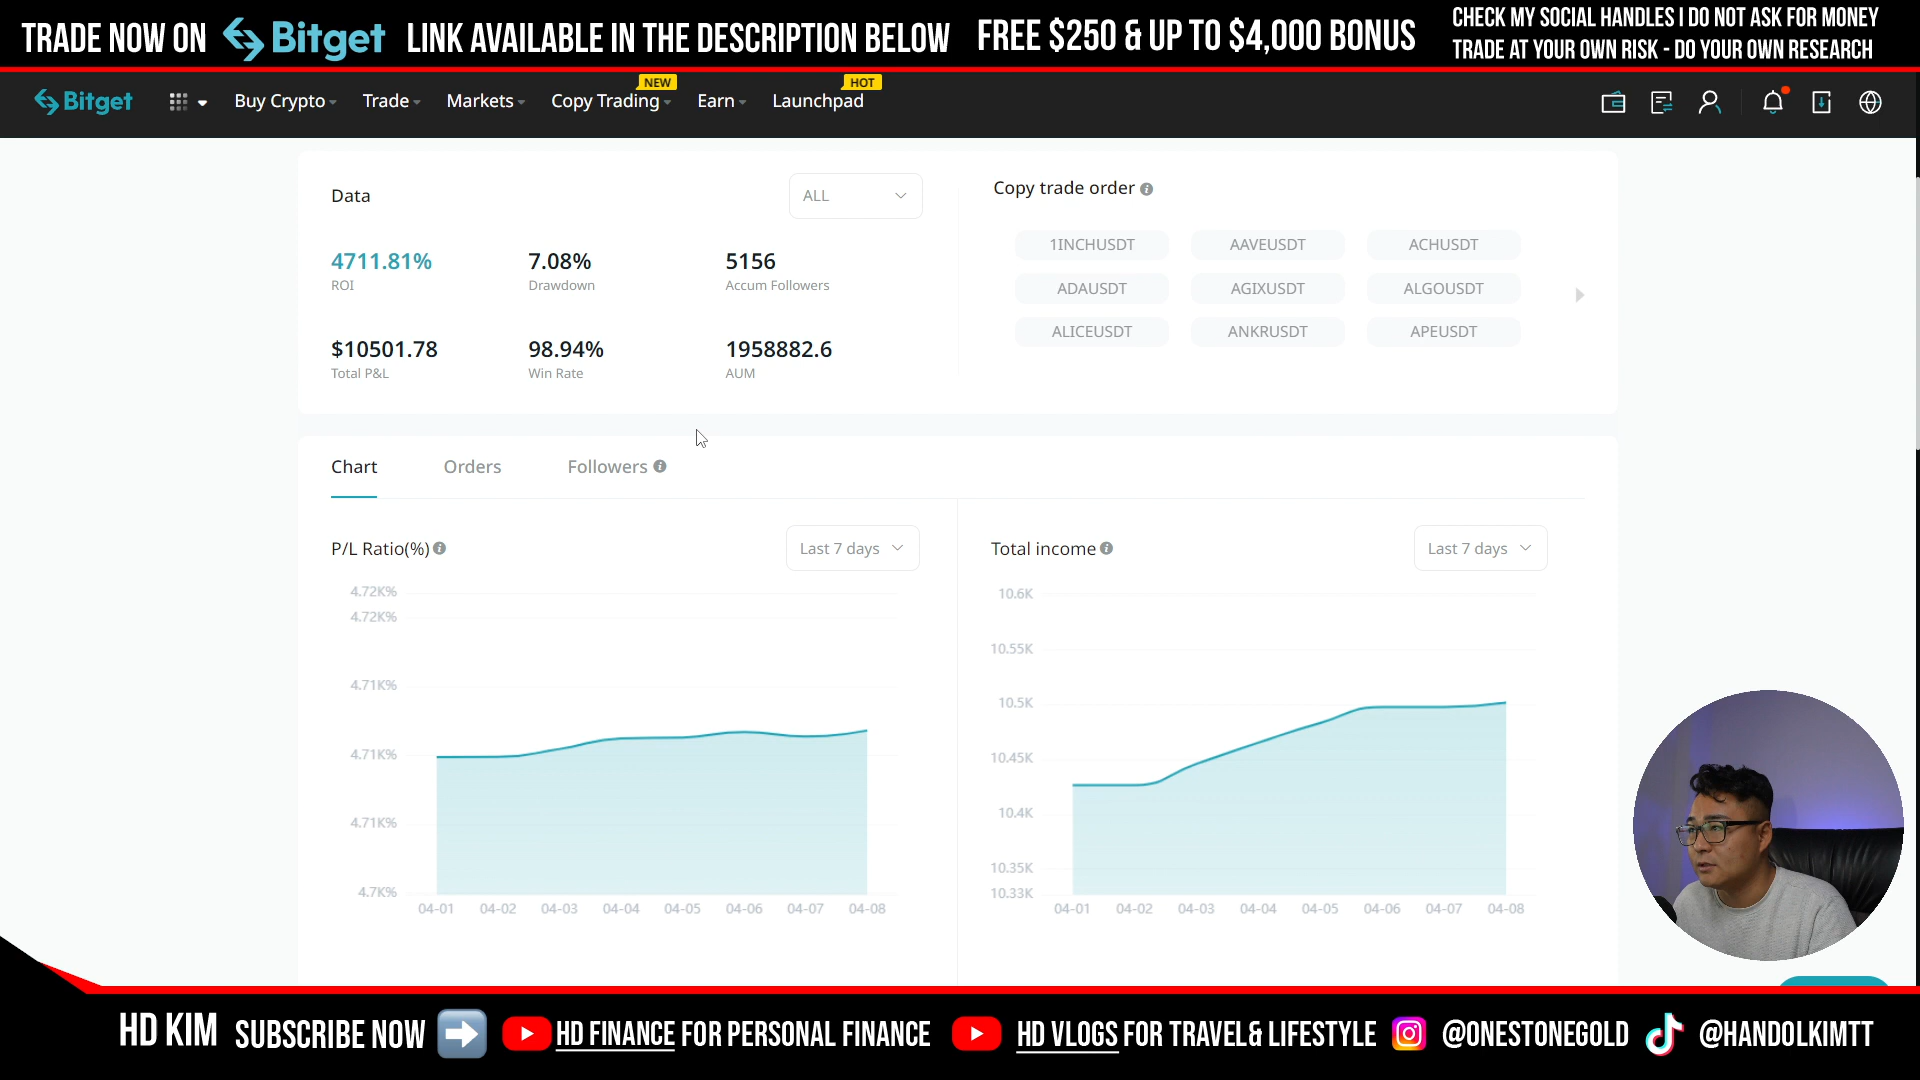 TRADE NOW ON Bitget LINK AVAILABLE IN THE DESCRIPTION BELOW FREE $250 & UP TO $4,000 BONUS
CHECK MY SOCIAL HANDLES I DO NOT ASK FOR MONEY
TRADE AT YOUR OWN RISK - DO YOUR OWN RESEARCH
NEW HOT
Bitget Buy Crypto Trade Markets Copy Trading Earn Launchpad
Data ALL
4711.81% 7.08% 5156
ROI Drawdown Accum Followers
$10501.78 98.94% 1958882.6
Total P&L Win Rate AUM
Copy trade order
1INCHUSDT AAVEUSDT ACHUSDT
ADAUSDT AGIXUSDT ALGOUSDT
ALICEUSDT ANKRUSDT APEUSDT
Chart Orders Followers
P/L Ratio(%) Last 7 days
4.72K%
4.72K%
4.71K%
4.71K%
4.71K%
4.7K%
04-01 04-02 04-03 04-04 04-05 04-06 04-07 04-08
Total income Last 7 days
10.6K
10.55K
10.5K
10.45K
10.4K
10.35K
10.33K
04-01 04-02 04-03 04-04 04-05 04-06 04-07 04-08
HD KIM SUBSCRIBE NOW HD FINANCE FOR PERSONAL FINANCE HD VLOGS FOR TRAVEL& LIFESTYLE @ONESTONEGOLD @HANDOLKIMTT